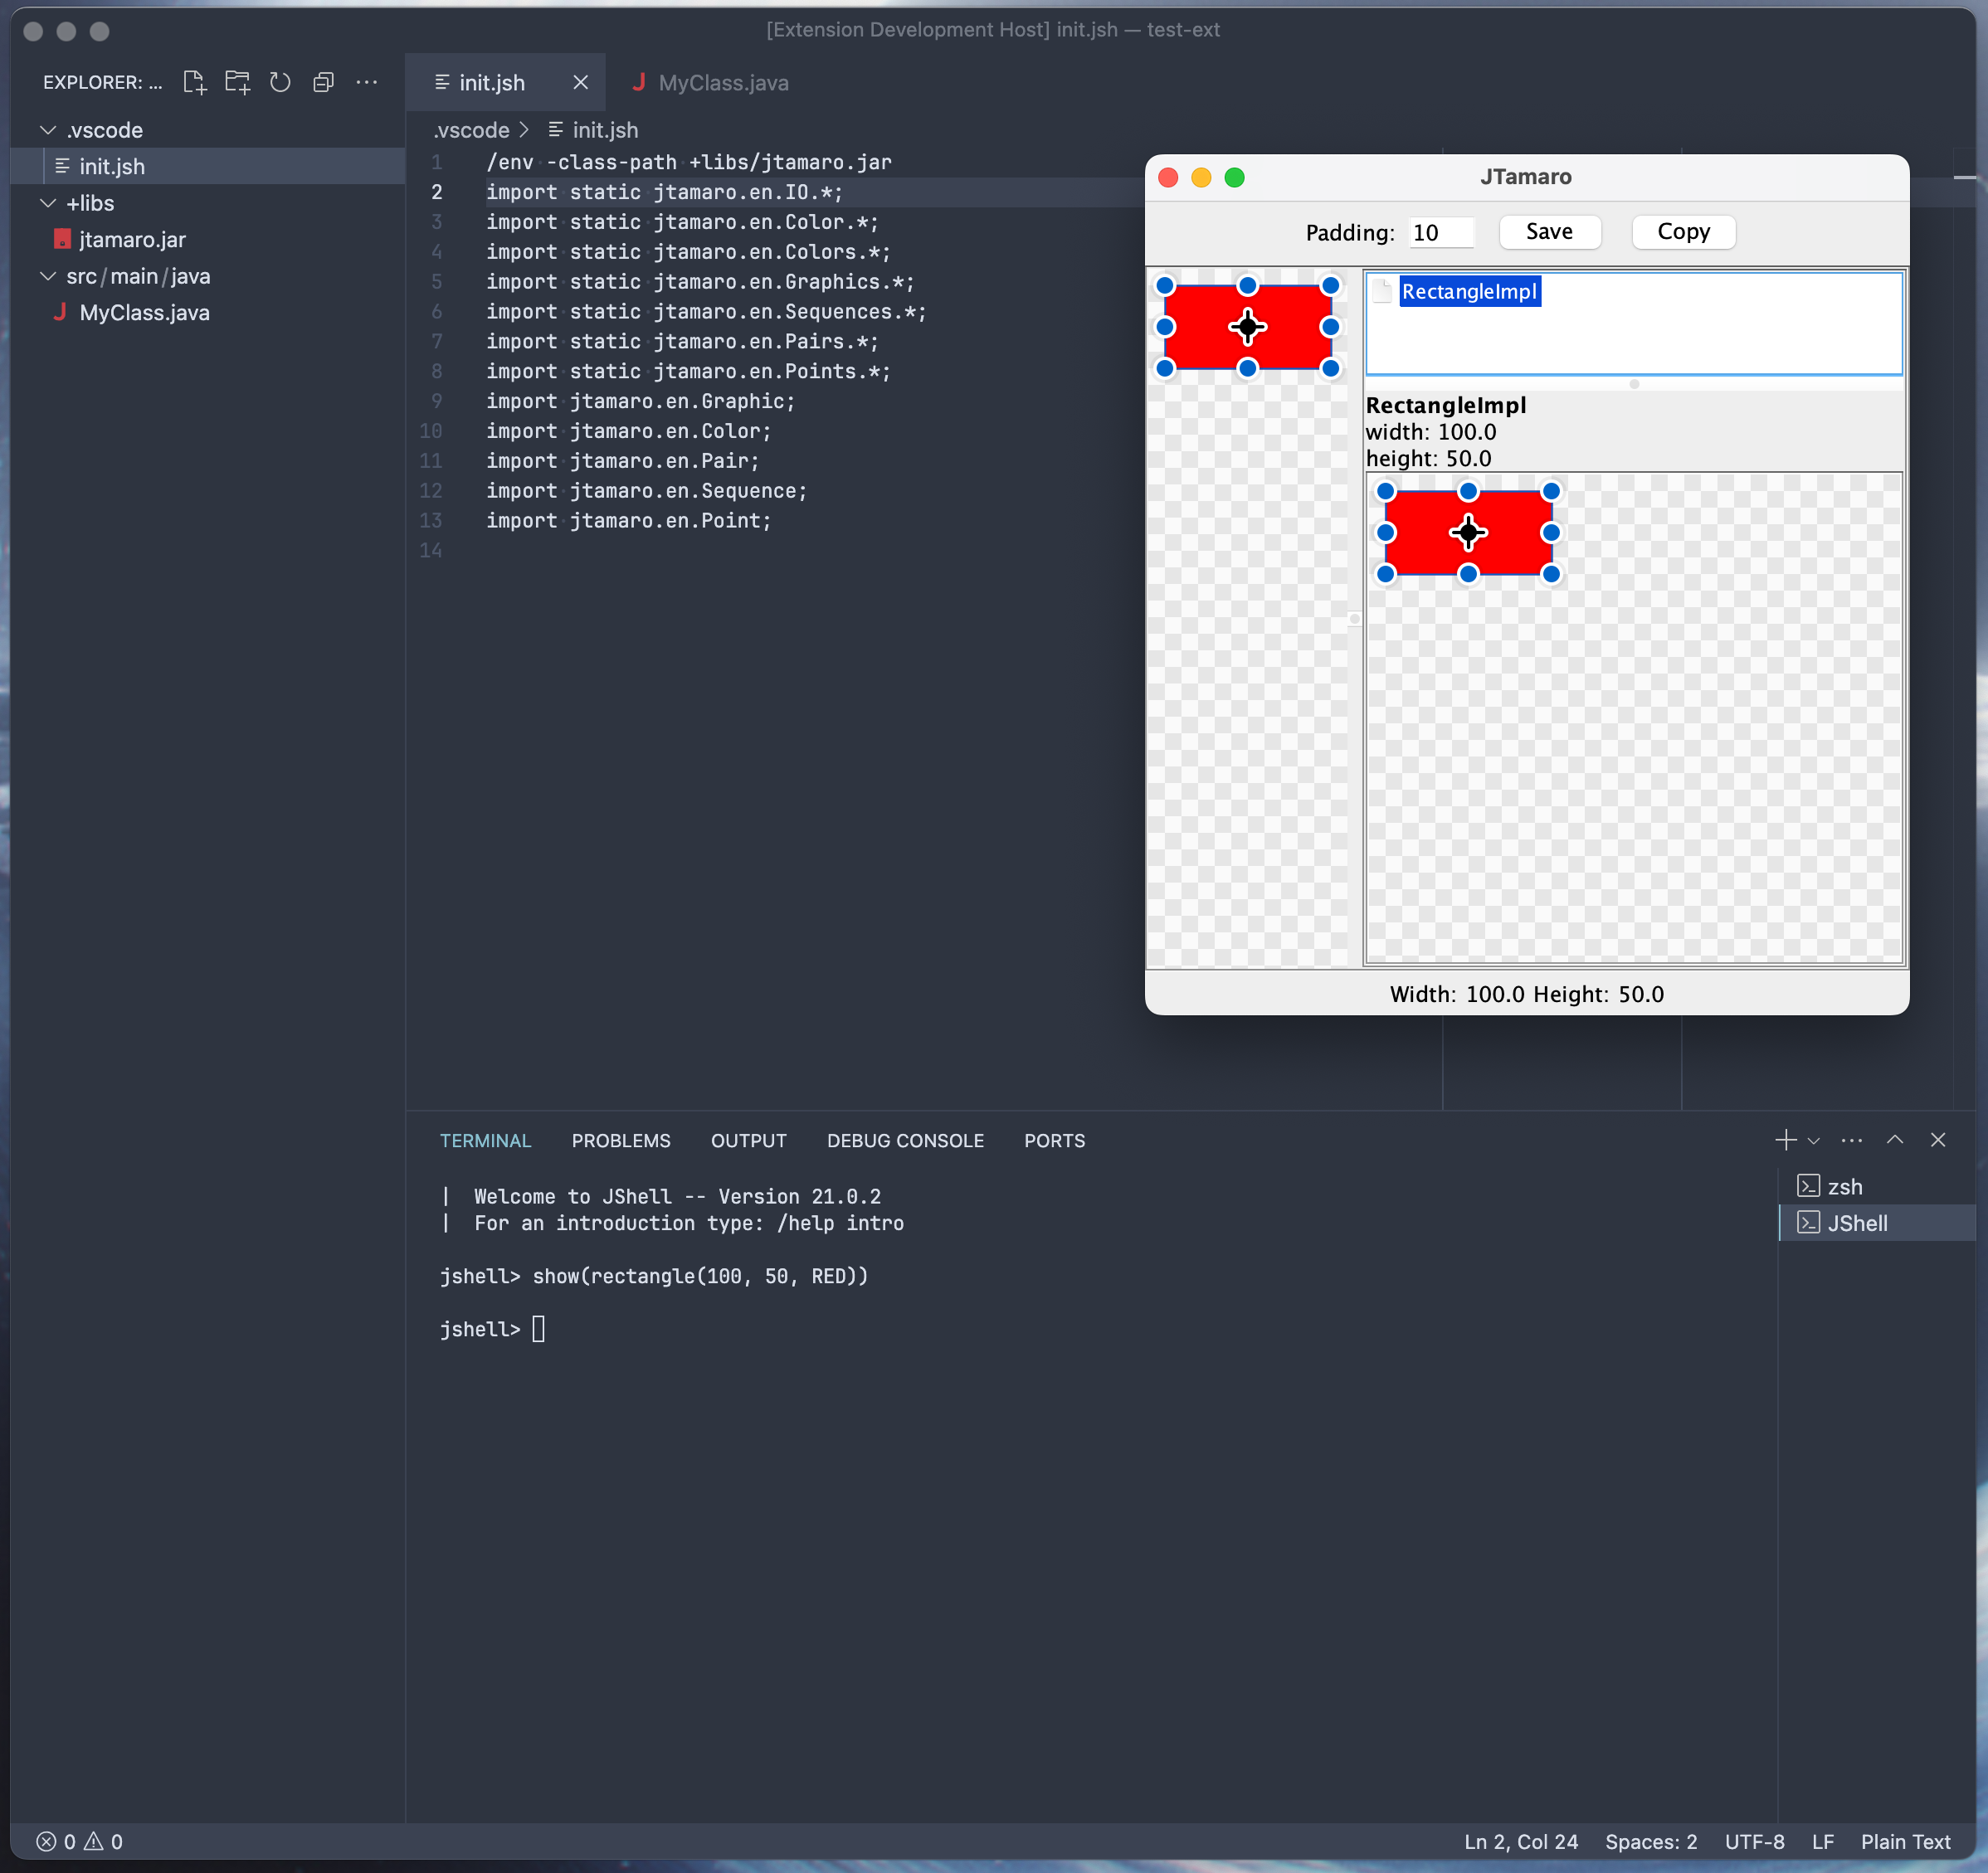 [Extension Development Host] init.jsh — test-ext
EXPLORER: ...
init.jsh
MyClass.java
.vscode
init.jsh
+libs
jtamaro.jar
src/main/java
MyClass.java
.vscode > init.jsh
1 /env -class-path +libs/jtamaro.jar
2 import static jtamaro.en.IO.*;
3 import static jtamaro.en.Color.*;
4 import static jtamaro.en.Colors.*;
5 import static jtamaro.en.Graphics.*;
6 import static jtamaro.en.Sequences.*;
7 import static jtamaro.en.Pairs.*;
8 import static jtamaro.en.Points.*;
9 import jtamaro.en.Graphic;
10 import jtamaro.en.Color;
11 import jtamaro.en.Pair;
12 import jtamaro.en.Sequence;
13 import jtamaro.en.Point;
14
JTamaro
Padding: 10 Save Copy
RectangleImpl
RectangleImpl
width: 100.0
height: 50.0
Width: 100.0 Height: 50.0
TERMINAL PROBLEMS OUTPUT DEBUG CONSOLE PORTS
| Welcome to JShell -- Version 21.0.2
| For an introduction type: /help intro
jshell> show(rectangle(100, 50, RED))
jshell>
zsh
JShell
0 0
Ln 2, Col 24 Spaces: 2 UTF-8 LF Plain Text